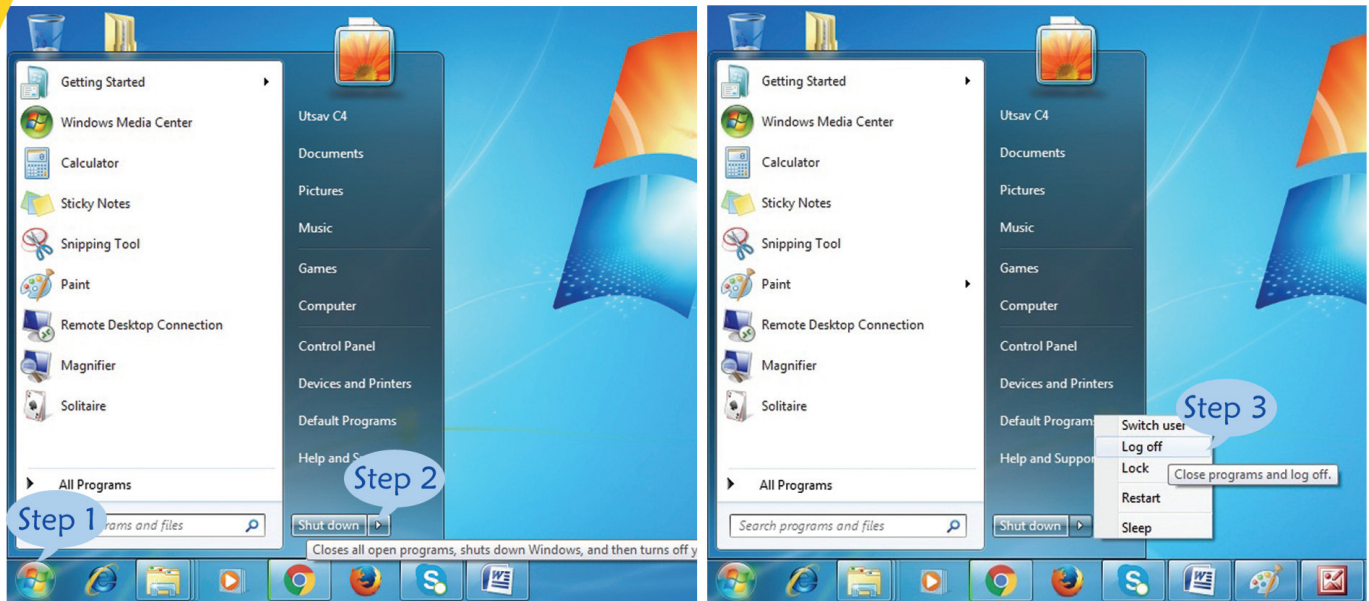 Getting Started
Windows Media Center
Calculator
Sticky Notes
Snipping Tool
Paint
Remote Desktop Connection
Magnifier
Solitaire
All Programs
Step 1
and files
Utsav C4
Documents
Pictures
Music
Games
Computer
Control Panel
Devices and Printers
Default Programs
Help and
Step 2
Shut down
Closes all open programs, shuts down Windows, and then turns off y
Getting Started
Windows Media Center
Calculator
Sticky Notes
Snipping Tool
Paint
Remote Desktop Connection
Magnifier
Solitaire
All Programs
Search programs and files
Utsav C4
Documents
Pictures
Music
Games
Computer
Control Panel
Devices and Printers
Default Program
Help and Suppor
Shut down
Step 3
Switch user
Log off
Lock
Close programs and log off.
Restart
Sleep